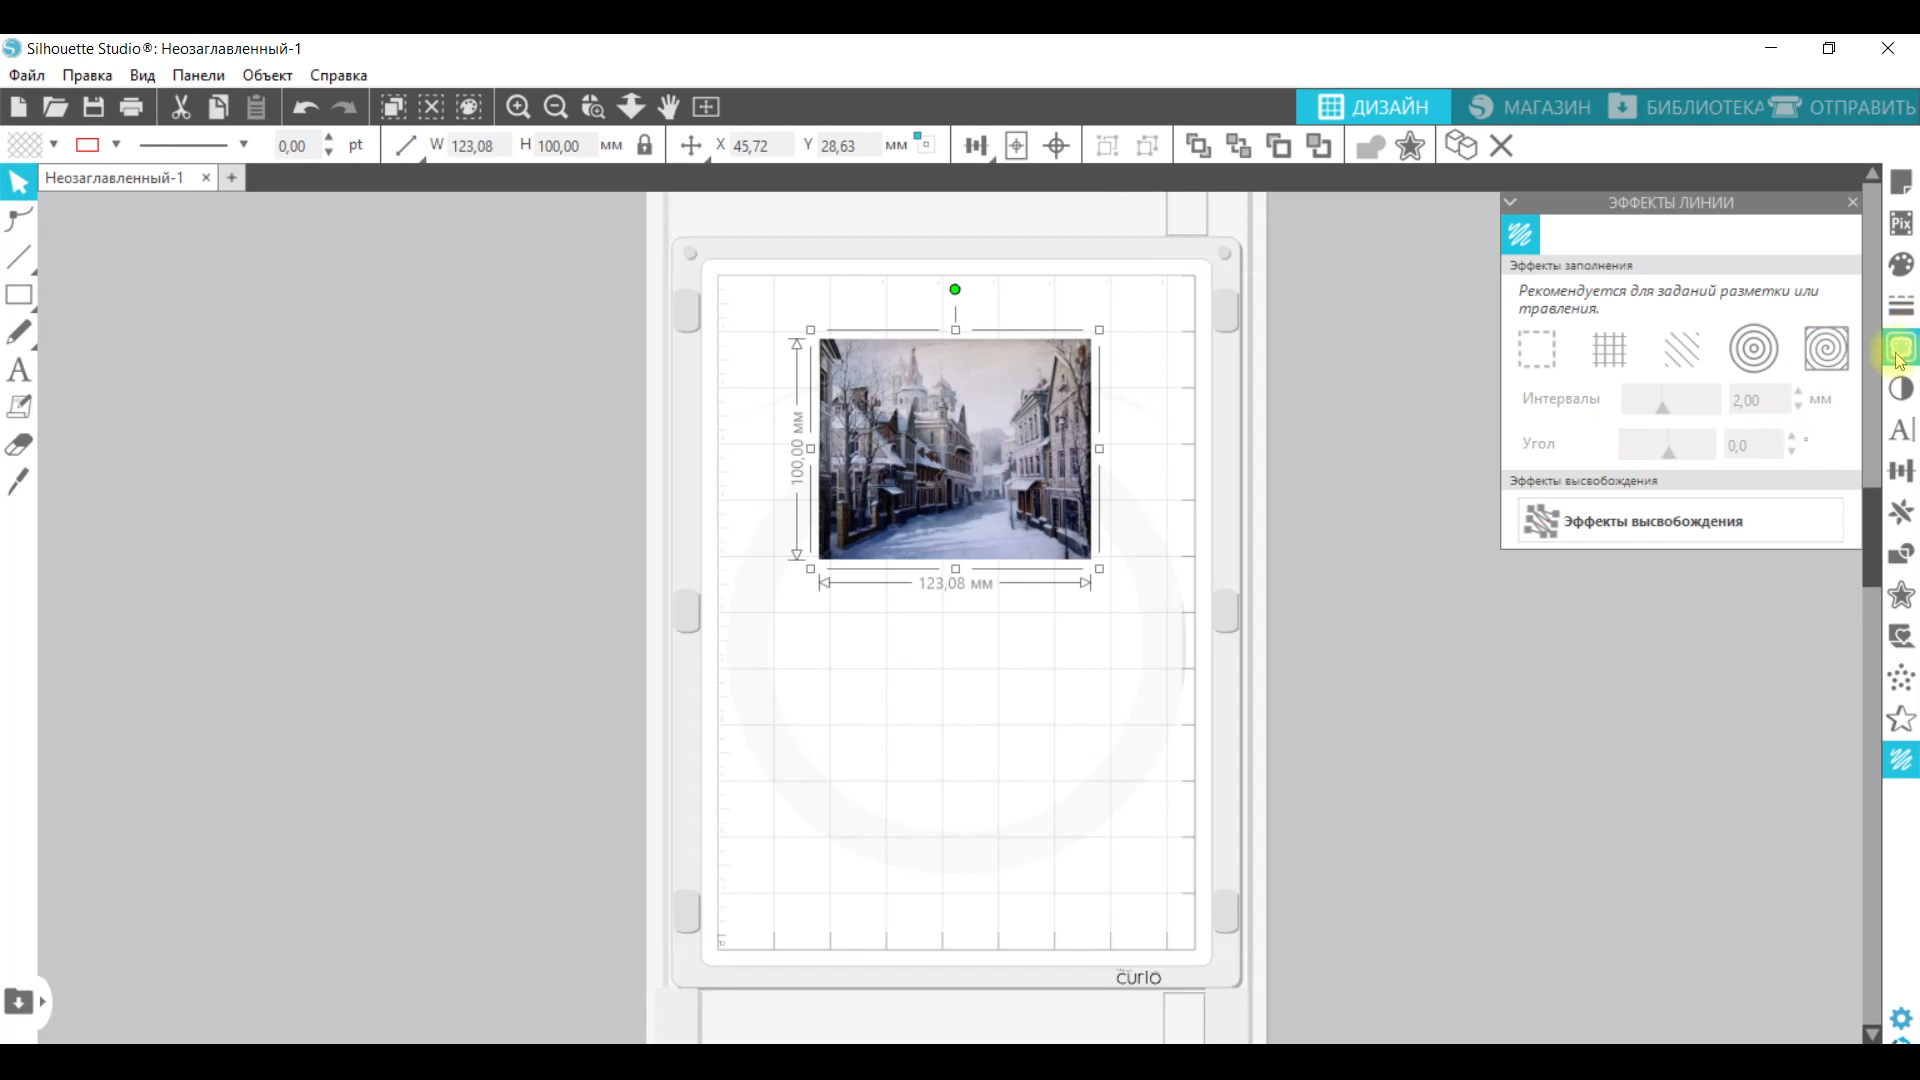 Silhouette Studio®: Неозаглавленный-1
Файл Правка Вид Панели Объект Справка
ДИЗАЙН МАГАЗИН БИБЛИОТЕКА ОТПРАВИТЬ
0,00 pt W 123,08 H 100,00 мм X 45,72 Y 28,63 мм
Неозаглавленный-1
ЭФФЕКТЫ ЛИНИИ
Pix
Эффекты заполнения
Рекомендуется для заданий разметки или
травления.
Интервалы 2,00 мм
Угол 0,0 °
Эффекты высвобождения
Эффекты высвобождения
100,00 мм
123,08 мм
curio